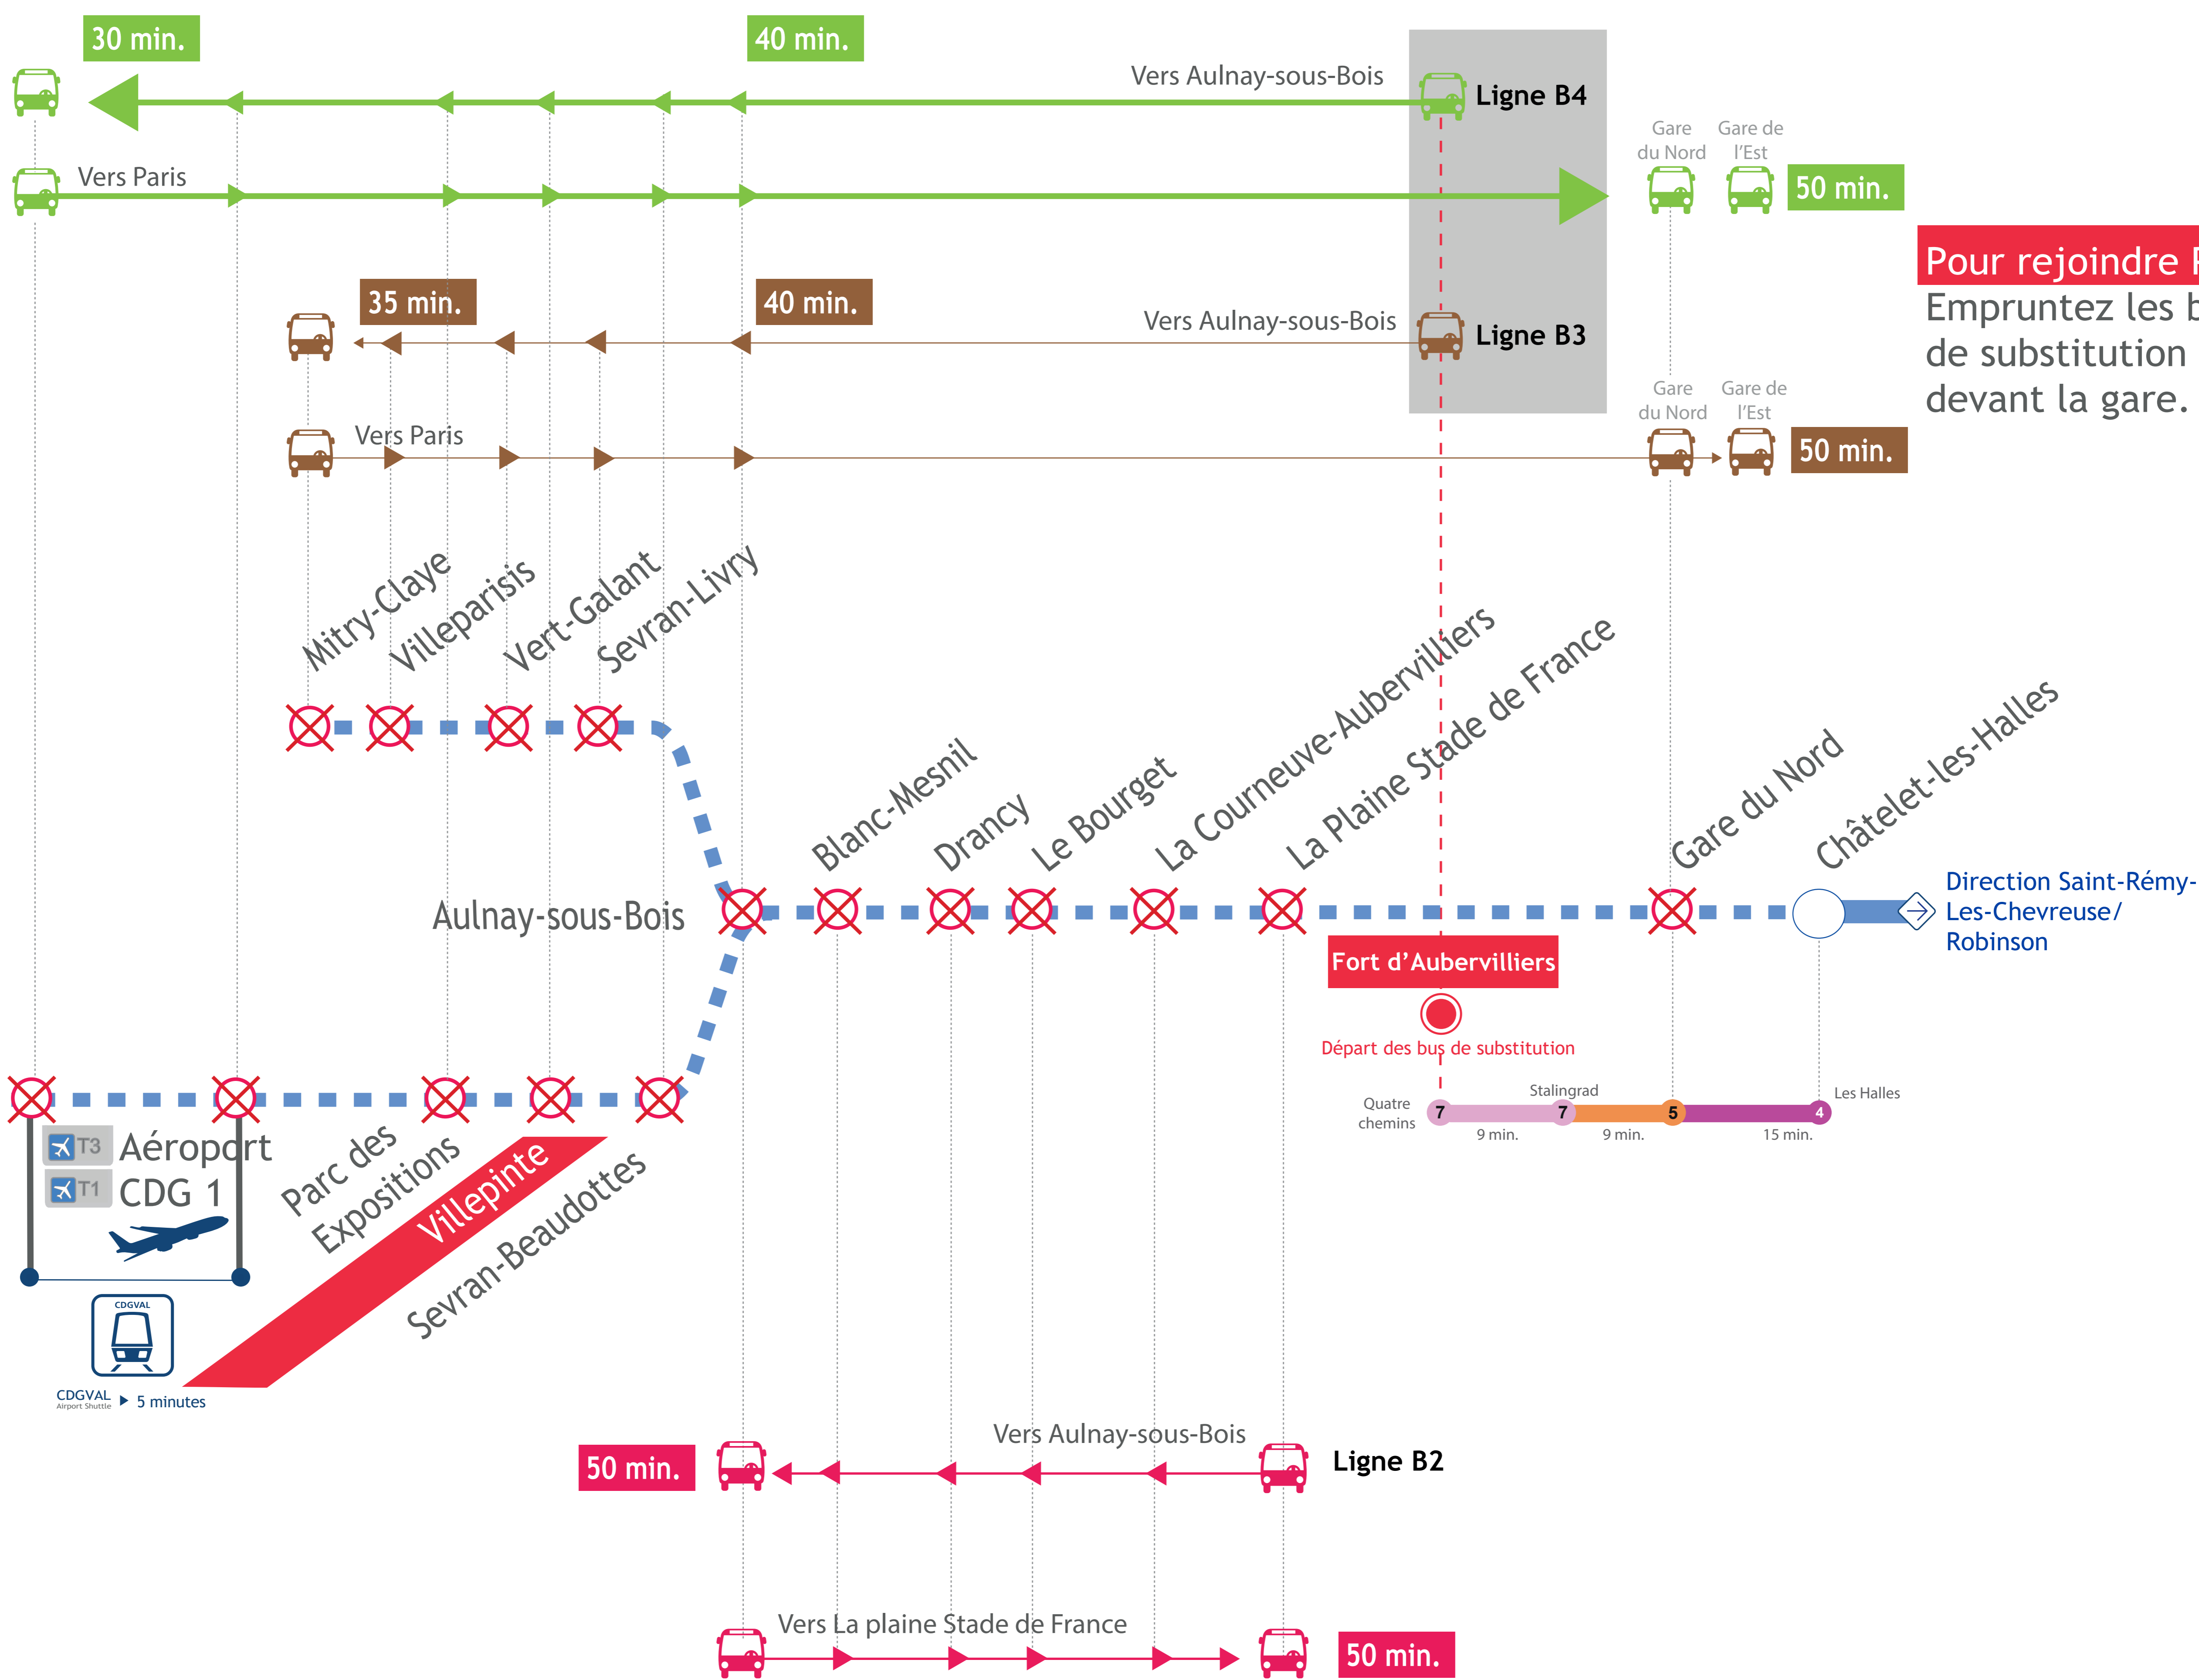 30 min.
40 min.
Vers Aulnay-sous-Bois
Ligne B4
Gare
du Nord
Gare de
l'Est
Vers Paris
50 min.
Pour rejoindre
Empruntez les
de substitution
devant la gare.
35 min.
40 min.
Vers Aulnay-sous-Bois
Ligne B3
Gare
du Nord
Gare de
l'Est
Vers Paris
50 min.
Mitry-Claye
Villeparisis
Vert-Galant
Sevran-Livry
Aulnay-sous-Bois
Blanc-Mesnil
Drancy
Le Bourget
La Courneuve-Aubervilliers
La Plaine Stade de France
Gare du Nord
Châtelet-les-Halles
Direction Saint-Rémy-
Les-Chevreuse/
Robinson
Fort d'Aubervilliers
Départ des bus de substitution
Quatre
chemins
Stalingrad
Les Halles
7
7
5
4
9 min.
9 min.
15 min.
T3
Aéroport
T1
CDG 1
Parc des
Expositions
Villepinte
Sevran-Beaudottes
CDGVAL
CDGVAL
Airport Shuttle
5 minutes
Vers Aulnay-sous-Bois
50 min.
Ligne B2
Vers La plaine Stade de France
50 min.